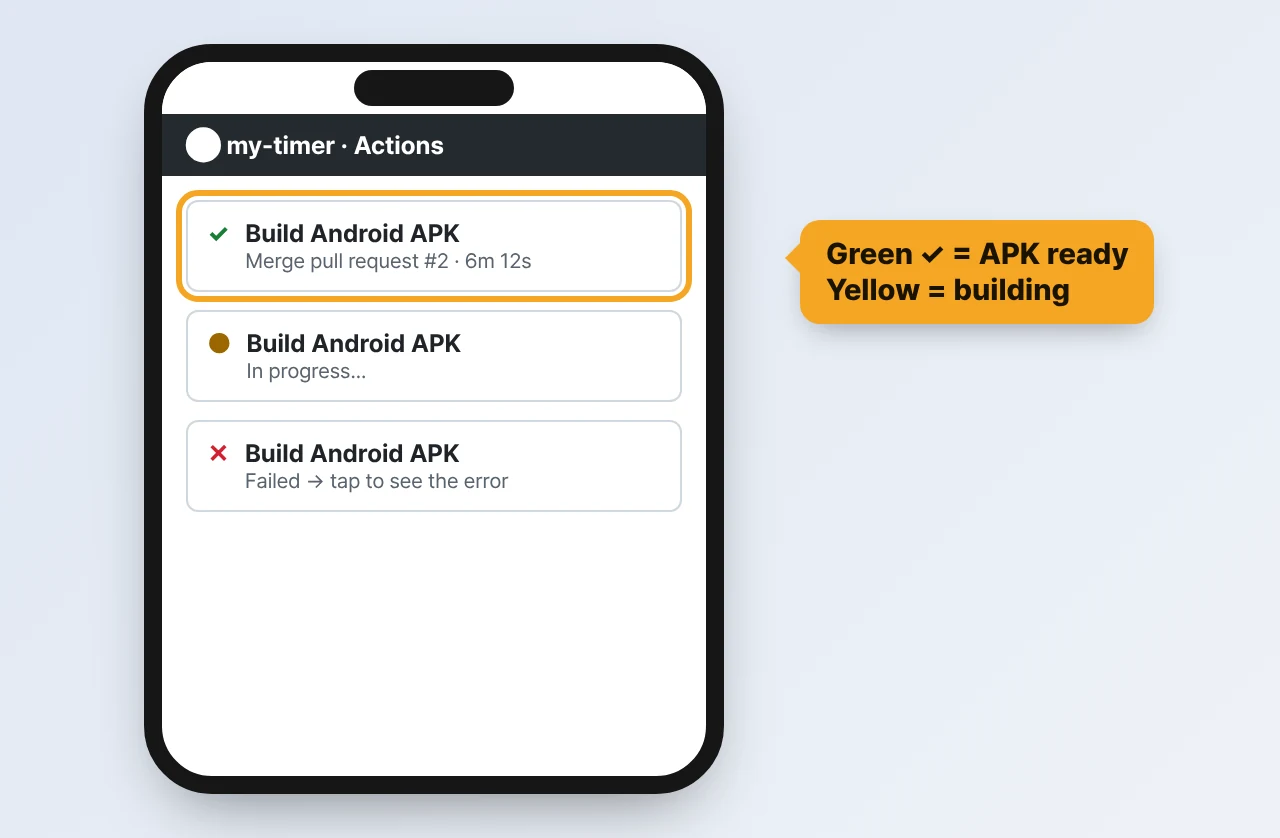 my-timer · Actions
✓ Build Android APK
Merge pull request #2 · 6m 12s
Build Android APK
In progress...
✕ Build Android APK
Failed → tap to see the error
Green ✓ = APK ready
Yellow = building